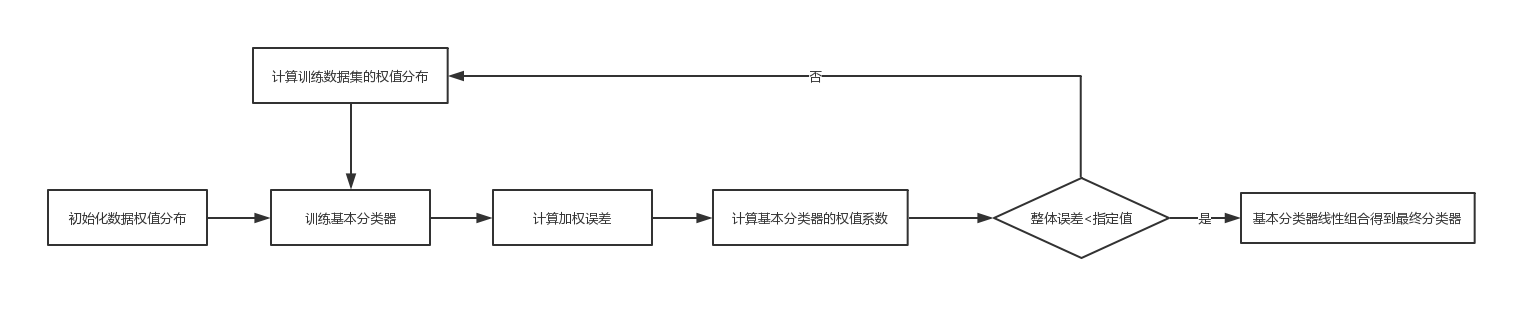 计算训练数据集的权值分布
否
初始化数据权值分布
训练基本分类器
计算加权误差
计算基本分类器的权值系数
整体误差<指定值
是
基本分类器线性组合得到最终分类器